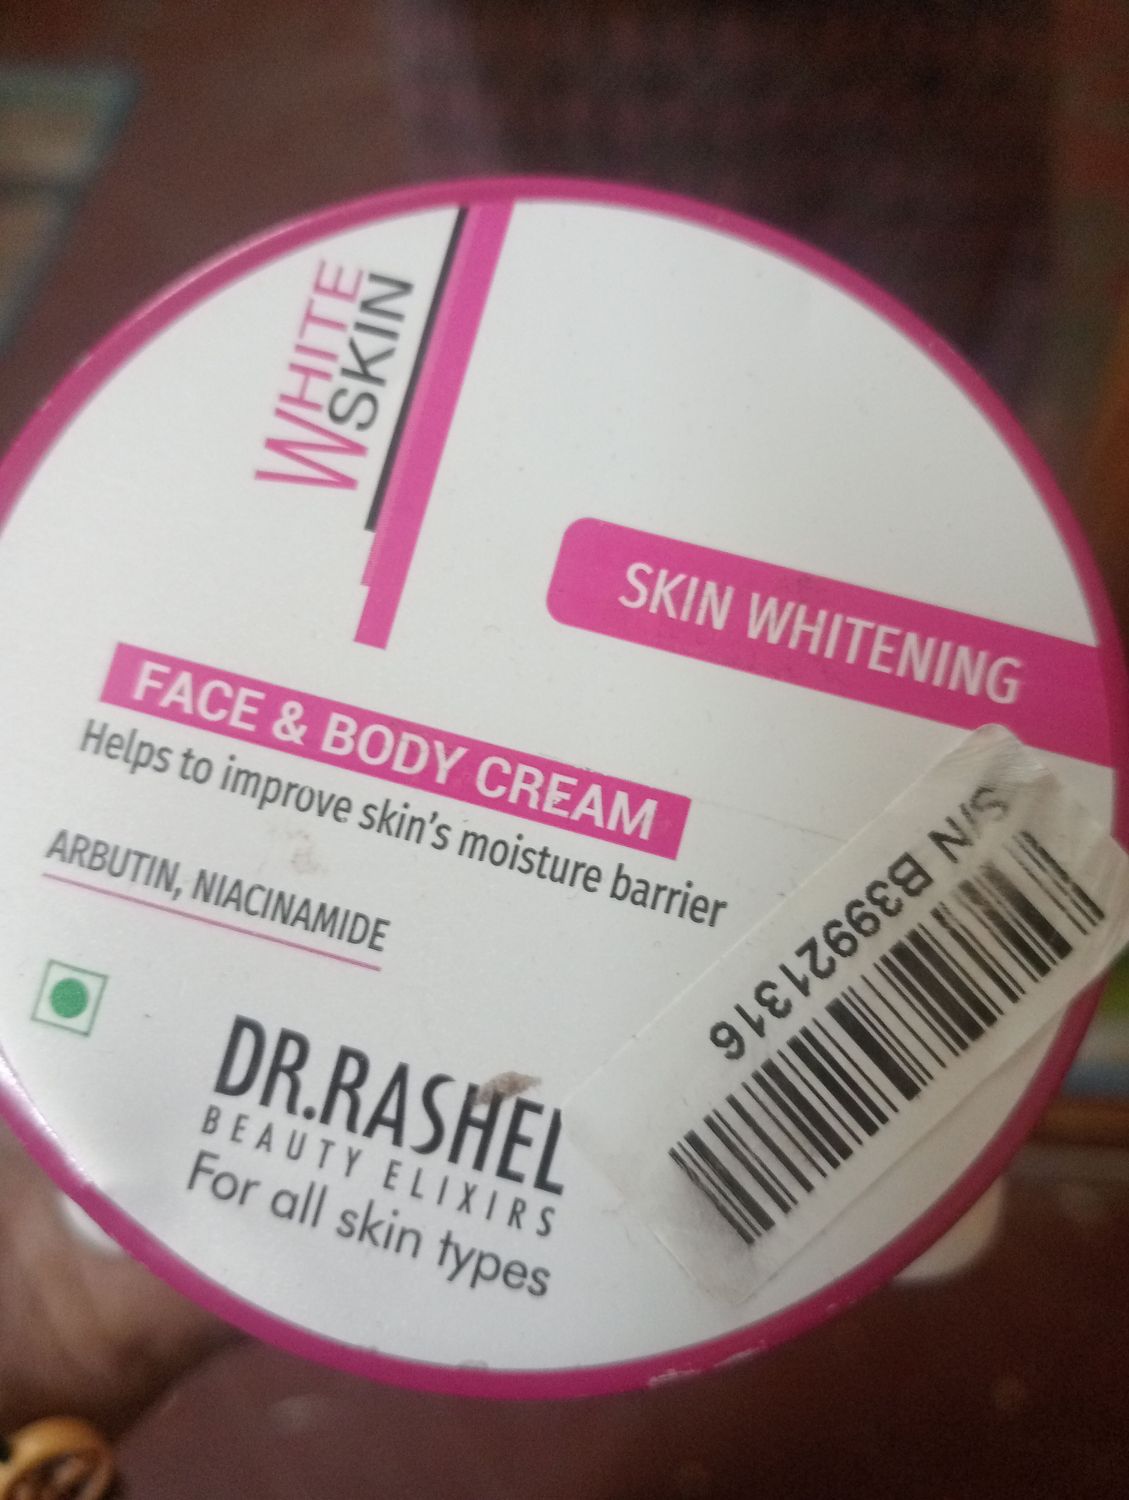 WHITE
SKIN
SKIN WHITENING
FACE & BODY CREAM
Helps to improve skin's moisture barrier
ARBUTIN, NIACINAMIDE
DR.RASHEL
BEAUTY ELIXIRS
For all skin types
S/N B39921316